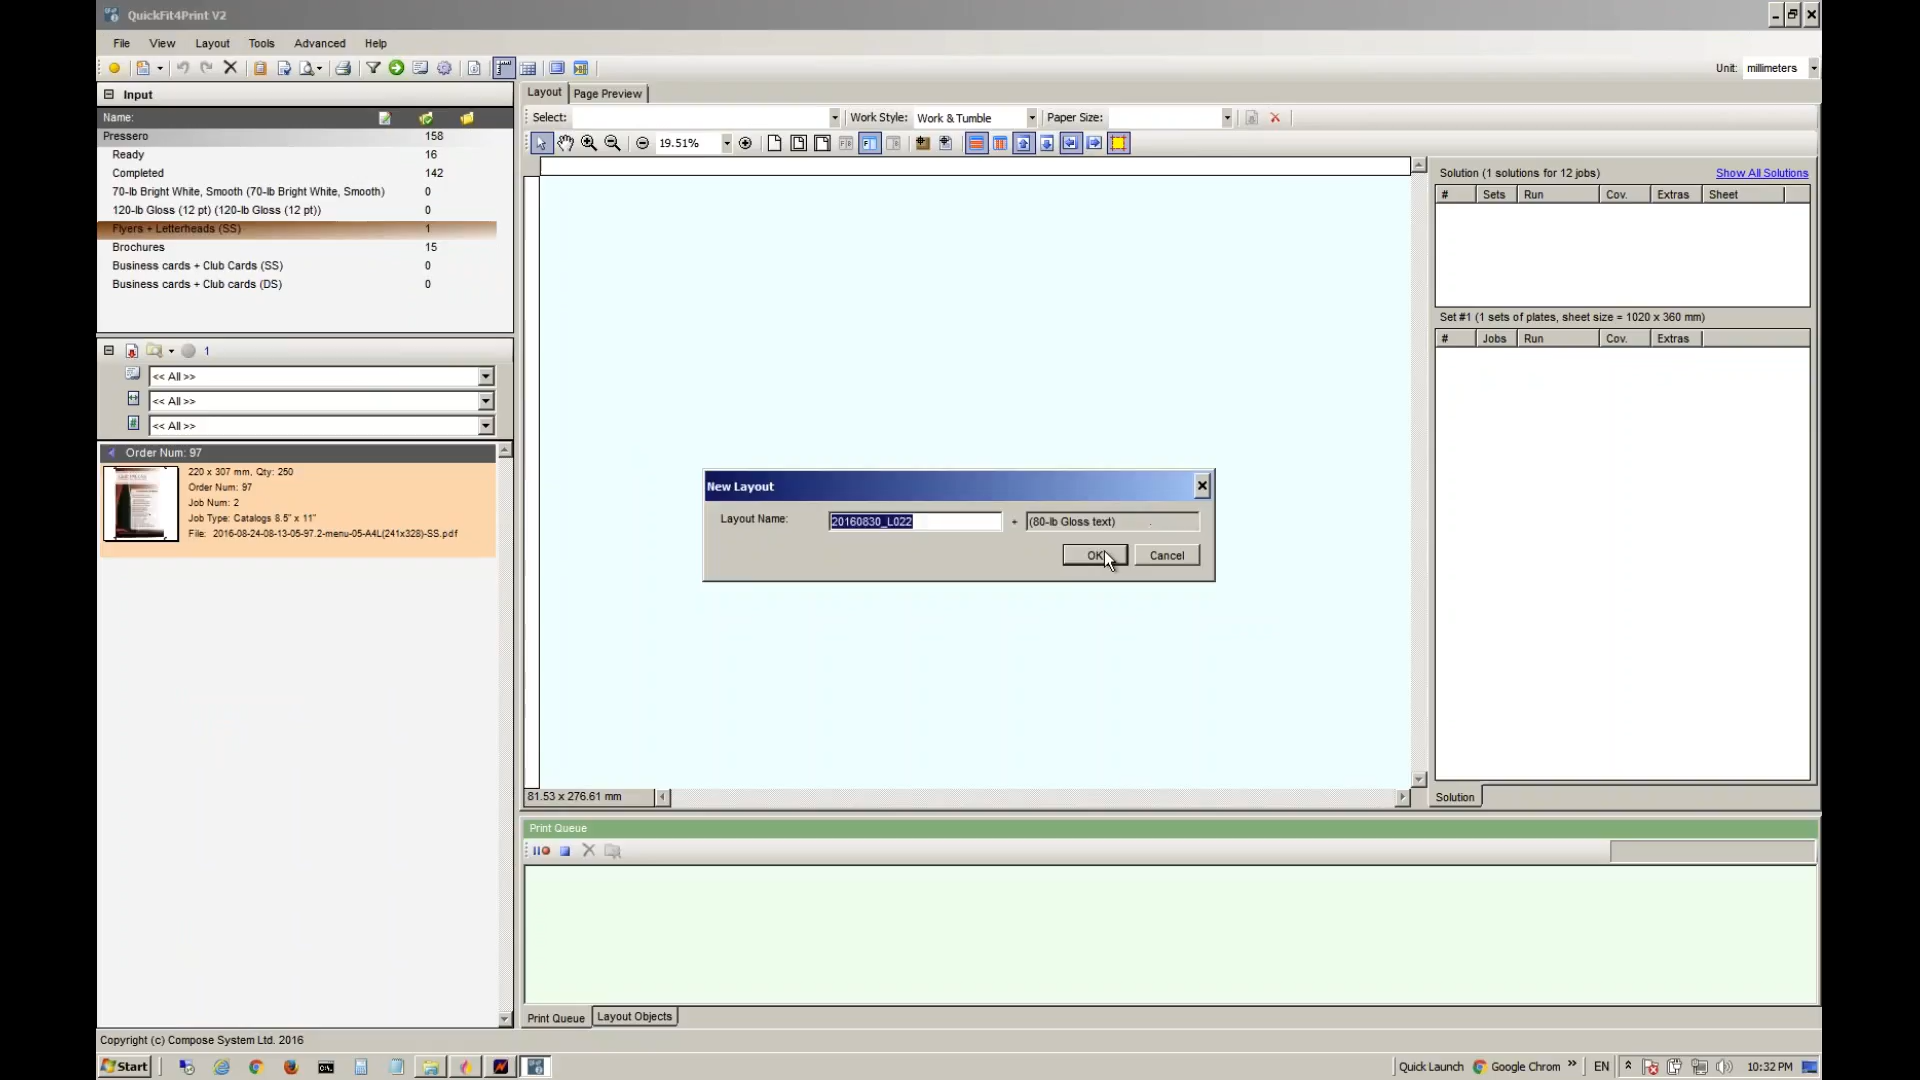 QuickFit4Print V2
File View Layout Tools Advanced Help
Unit: millimeters
Input
Name:
Pressero 158
Ready 16
Completed 142
70-lb Bright White, Smooth (70-lb Bright White, Smooth) 0
120-lb Gloss (12 pt) (120-lb Gloss (12 pt)) 0
Flyers + Letterheads (SS) 1
Brochures 15
Business cards + Club Cards (SS) 0
Business cards + Club cards (DS) 0
1
<< All >>
<< All >>
<< All >>
Order Num: 97
220 x 307 mm, Qty: 250
Order Num: 97
Job Num: 2
Job Type: Catalogs 8.5" x 11"
File: 2016-08-24-08-13-05-97.2-menu-05-A4L(241x328)-SS.pdf
Layout Page Preview
Select: Work Style: Work & Tumble Paper Size:
19.51%
New Layout
Layout Name: 20160830_L022 + (80-lb Gloss text)
OK Cancel
81.53 x 276.61 mm
Solution (1 solutions for 12 jobs) Show All Solutions
# Sets Run Cov. Extras Sheet
Set #1 (1 sets of plates, sheet size = 1020 x 360 mm)
# Jobs Run Cov. Extras
Solution
Print Queue
Print Queue Layout Objects
Copyright (c) Compose System Ltd. 2016
Start Quick Launch Google Chrom » EN 10:32 PM